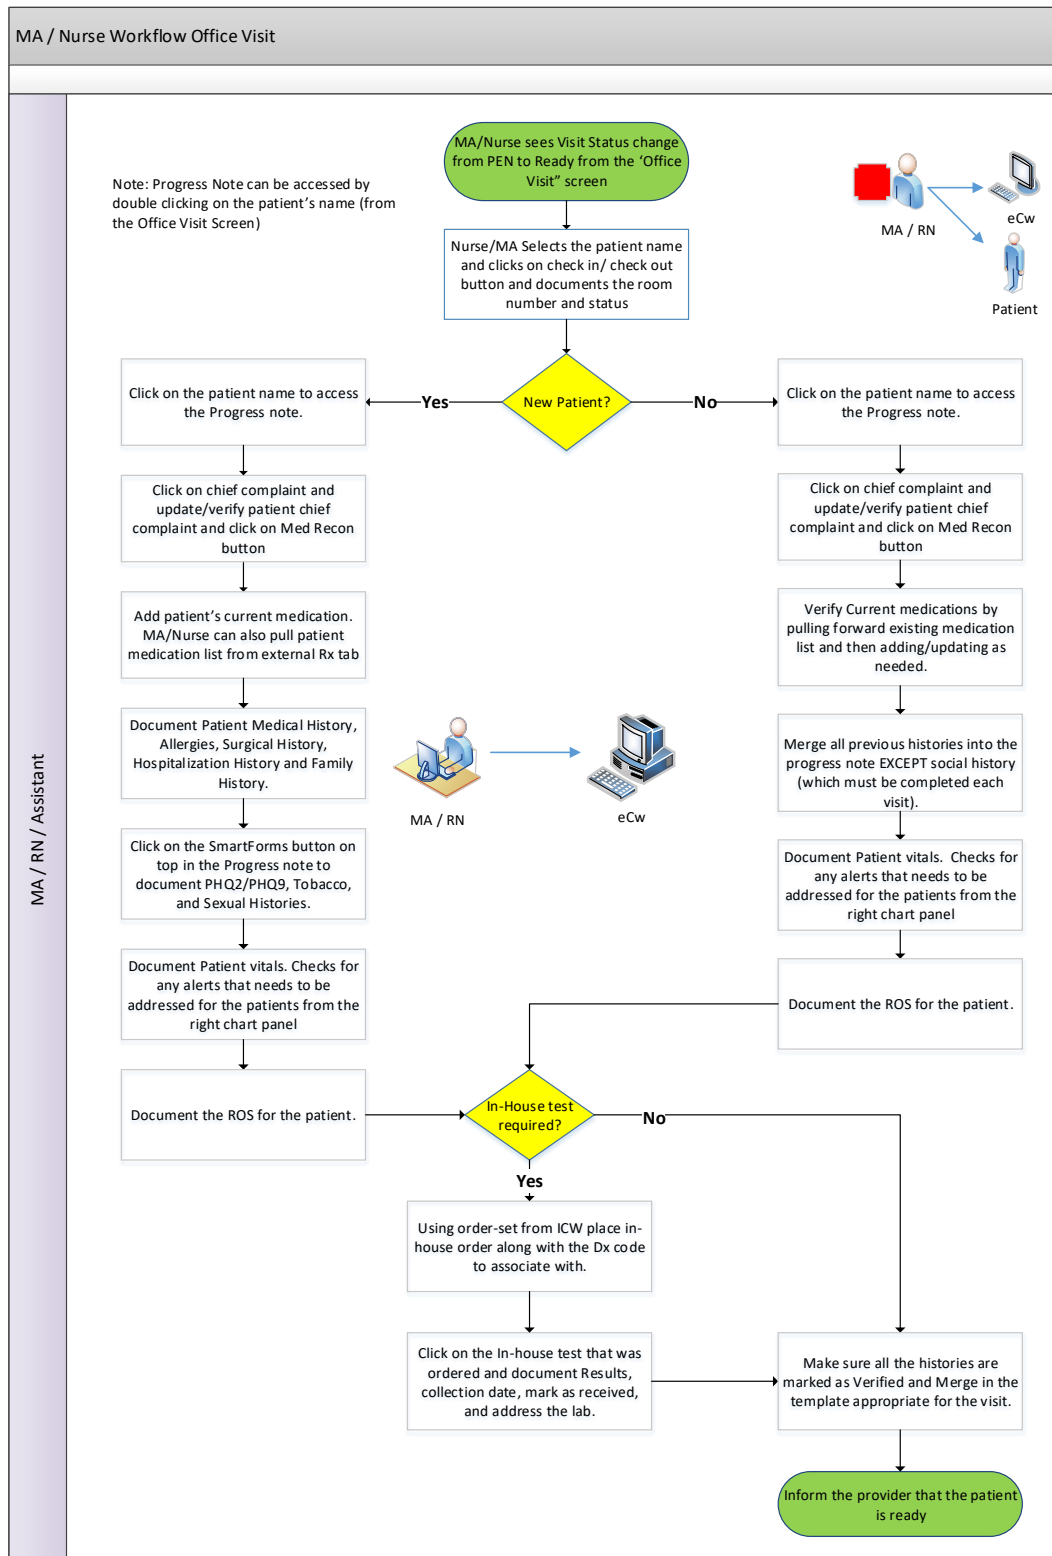 MA / Nurse Workflow Office Visit
MA / RN / Assistant
Note: Progress Note can be accessed by
double clicking on the patient's name (from
the Office Visit Screen)
MA/Nurse sees Visit Status change
from PEN to Ready from the 'Office
Visit" screen
MA / RN
eCw
Patient
Nurse/MA Selects the patient name
and clicks on check in/ check out
button and documents the room
number and status
New Patient?
Yes
No
Click on the patient name to access
the Progress note.
Click on chief complaint and
update/verify patient chief
complaint and click on Med Recon
button
Add patient's current medication.
MA/Nurse can also pull patient
medication list from external Rx tab
Document Patient Medical History,
Allergies, Surgical History,
Hospitalization History and Family
History.
Click on the SmartForms button on
top in the Progress note to
document PHQ2/PHQ9, Tobacco,
and Sexual Histories.
Document Patient vitals. Checks for
any alerts that needs to be
addressed for the patients from the
right chart panel
Document the ROS for the patient.
MA / RN
eCw
Click on the patient name to access
the Progress note.
Click on chief complaint and
update/verify patient chief
complaint and click on Med Recon
button
Verify Current medications by
pulling forward existing medication
list and then adding/updating as
needed.
Merge all previous histories into the
progress note EXCEPT social history
(which must be completed each
visit).
Document Patient vitals.  Checks for
any alerts that needs to be
addressed for the patients from the
right chart panel
Document the ROS for the patient.
In-House test
required?
No
Yes
Using order-set from ICW place in-
house order along with the Dx code
to associate with.
Click on the In-house test that was
ordered and document Results,
collection date, mark as received,
and address the lab.
Make sure all the histories are
marked as Verified and Merge in the
template appropriate for the visit.
Inform the provider that the patient
is ready